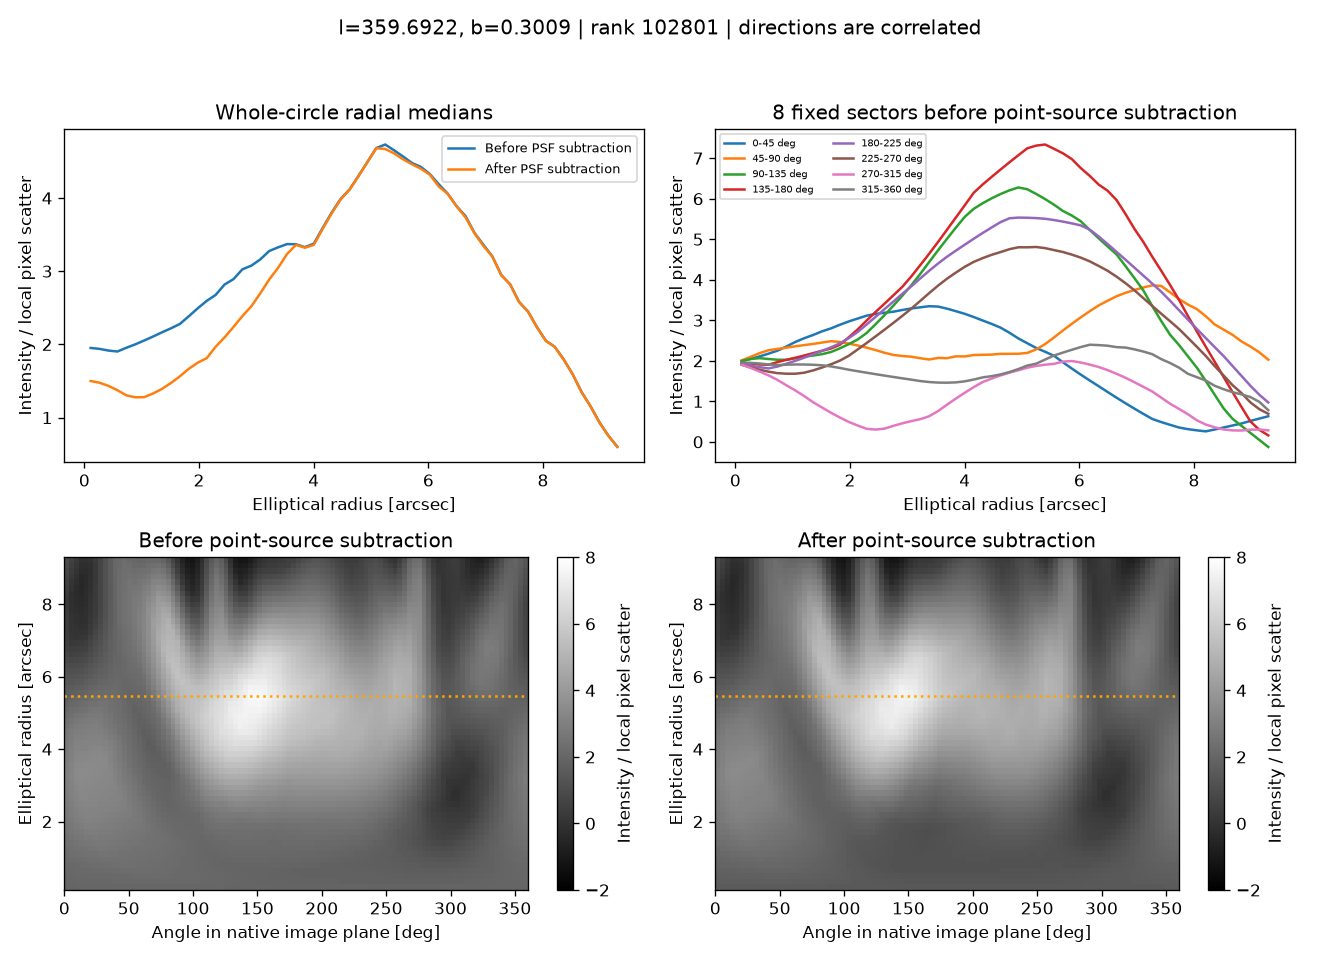 l=359.6922, b=0.3009 | rank 102801 | directions are correlated
Whole-circle radial medians
Intensity / local pixel scatter
4
3
2
1
Before PSF subtraction
After PSF subtraction
0 2 4 6 8
Elliptical radius [arcsec]
8 fixed sectors before point-source subtraction
Intensity / local pixel scatter
7
6
5
4
3
2
1
0
0-45 deg
45-90 deg
90-135 deg
135-180 deg
180-225 deg
225-270 deg
270-315 deg
315-360 deg
0 2 4 6 8
Elliptical radius [arcsec]
Before point-source subtraction
Elliptical radius [arcsec]
8
6
4
2
0 50 100 150 200 250 300 350
Angle in native image plane [deg]
8
6
4
2
0
−2
Intensity / local pixel scatter
After point-source subtraction
Elliptical radius [arcsec]
8
6
4
2
0 50 100 150 200 250 300 350
Angle in native image plane [deg]
8
6
4
2
0
−2
Intensity / local pixel scatter